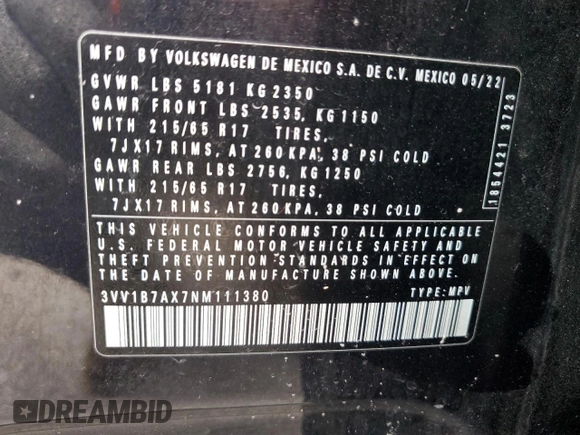 MFD BY VOLKSWAGEN DE MEXICO S.A. DE C.V. MEXICO 05/22
GVWR LBS 5181 KG 2350
GAWR FRONT LBS 2535, KG 1150
WITH 215/65 R17 TIRES,
7JX17 RIMS, AT 260 KPA, 38 PSI COLD
GAWR REAR LBS 2756, KG 1250
WITH 215/65 R17 TIRES,
7JX17 RIMS, AT 260 KPA, 38 PSI COLD
1854421 3723
THIS VEHICLE CONFORMS TO ALL APPLICABLE
U.S. FEDERAL MOTOR VEHICLE SAFETY AND
THEFT PREVENTION STANDARDS IN EFFECT ON
THE DATE OF MANUFACTURE SHOWN ABOVE.
3VV1B7AX7NM111380 TYPE: MPV
DREAMBID